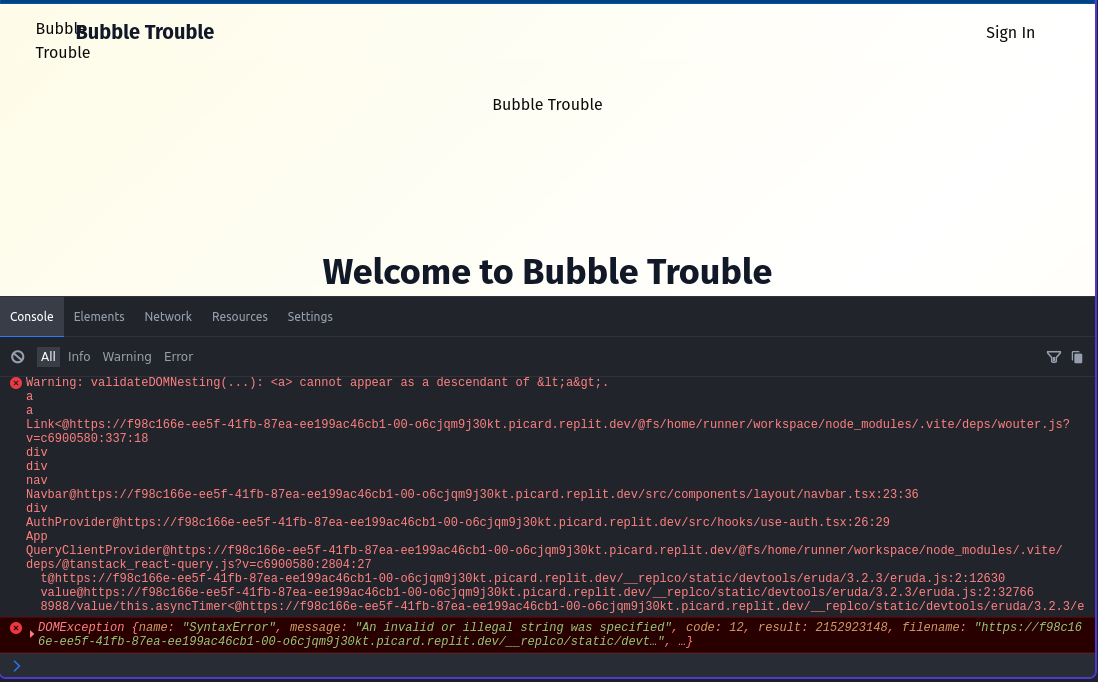 Bubble
Trouble
Bubble Trouble
Sign In
Bubble Trouble
Welcome to Bubble Trouble
Console Elements Network Resources Settings
All Info Warning Error
Warning: validateDOMNesting(...): <a> cannot appear as a descendant of &lt;a&gt;.
a
a
Link<@https://f98c166e-ee5f-41fb-87ea-ee199ac46cb1-00-o6cjqm9j30kt.picard.replit.dev/@fs/home/runner/workspace/node_modules/.vite/deps/wouter.js?
v=c6900580:337:18
div
div
nav
Navbar@https://f98c166e-ee5f-41fb-87ea-ee199ac46cb1-00-o6cjqm9j30kt.picard.replit.dev/src/components/layout/navbar.tsx:23:36
div
AuthProvider@https://f98c166e-ee5f-41fb-87ea-ee199ac46cb1-00-o6cjqm9j30kt.picard.replit.dev/src/hooks/use-auth.tsx:26:29
App
QueryClientProvider@https://f98c166e-ee5f-41fb-87ea-ee199ac46cb1-00-o6cjqm9j30kt.picard.replit.dev/@fs/home/runner/workspace/node_modules/.vite/
deps/@tanstack_react-query.js?v=c6900580:2804:27
t@https://f98c166e-ee5f-41fb-87ea-ee199ac46cb1-00-o6cjqm9j30kt.picard.replit.dev/__replco/static/devtools/eruda/3.2.3/eruda.js:2:12630
value@https://f98c166e-ee5f-41fb-87ea-ee199ac46cb1-00-o6cjqm9j30kt.picard.replit.dev/__replco/static/devtools/eruda/3.2.3/eruda.js:2:32766
8988/value/this.asyncTimer<@https://f98c166e-ee5f-41fb-87ea-ee199ac46cb1-00-o6cjqm9j30kt.picard.replit.dev/__replco/static/devtools/eruda/3.2.3/e
DOMException {name: "SyntaxError", message: "An invalid or illegal string was specified", code: 12, result: 2152923148, filename: "https://f98c16
6e-ee5f-41fb-87ea-ee199ac46cb1-00-o6cjqm9j30kt.picard.replit.dev/__replco/static/devt…", …}